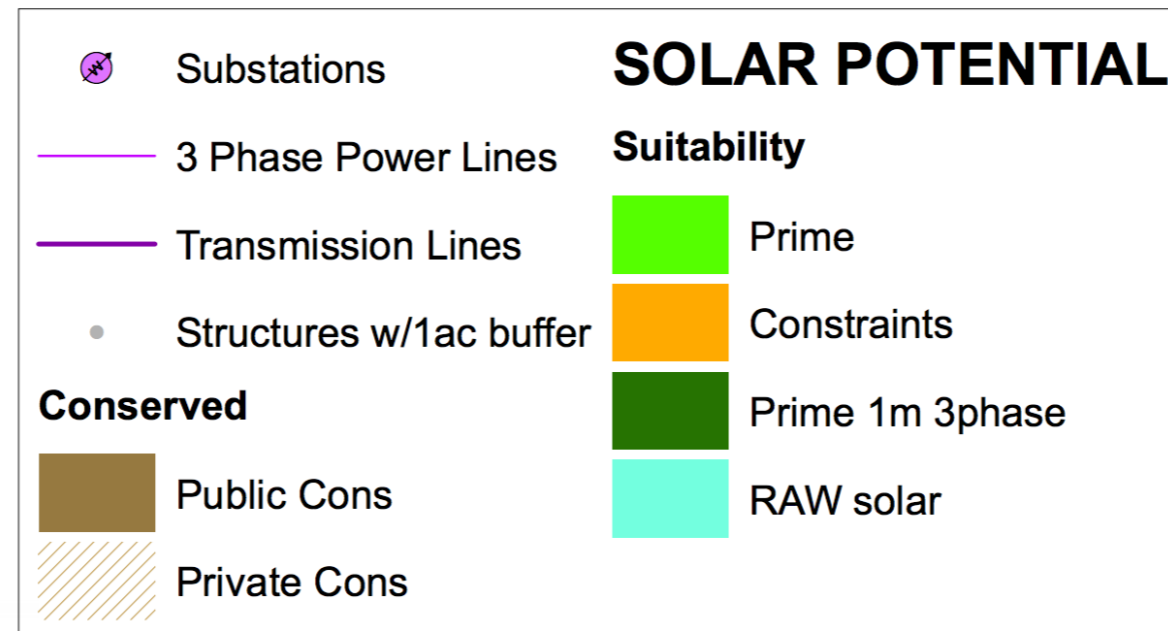 Substations
3 Phase Power Lines
Transmission Lines
Structures w/1ac buffer
Conserved
Public Cons
Private Cons
SOLAR POTENTIAL
Suitability
Prime
Constraints
Prime 1m 3phase
RAW solar